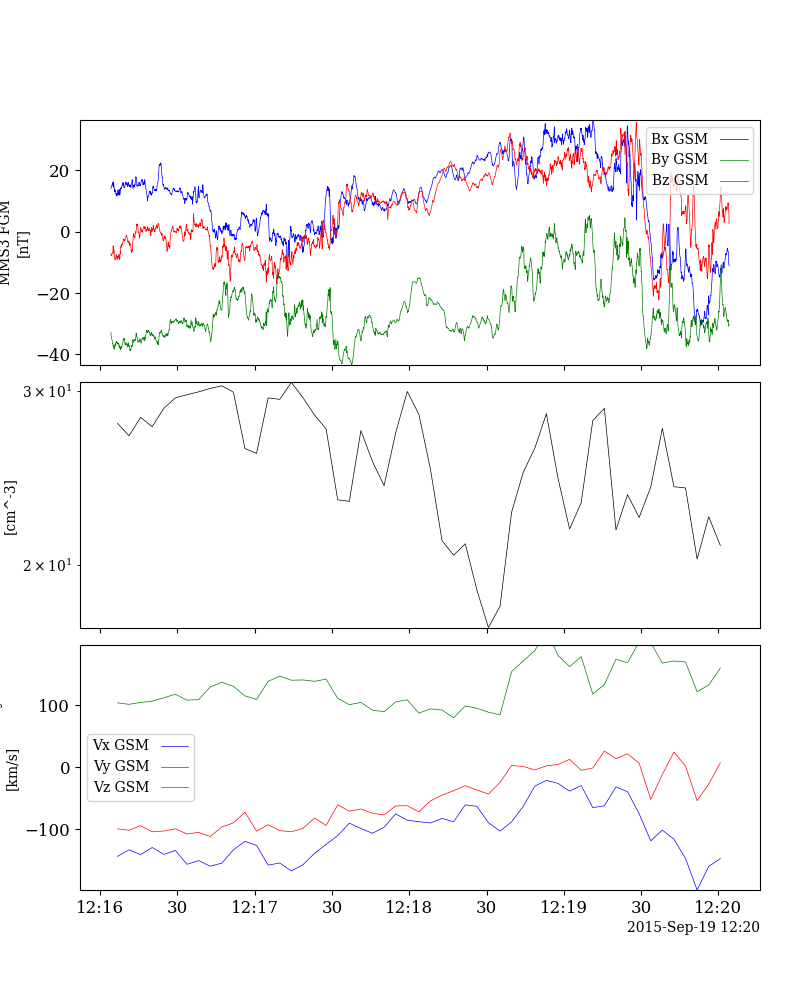 Bx GSM
By GSM
Bz GSM
20
0
−20
−40
MMS3 FGM
[nT]
3 × 10¹
2 × 10¹
[cm^-3]
100
0
−100
[km/s]
Vx GSM
Vy GSM
Vz GSM
12:16 30 12:17 30 12:18 30 12:19 30 12:20
2015-Sep-19 12:20